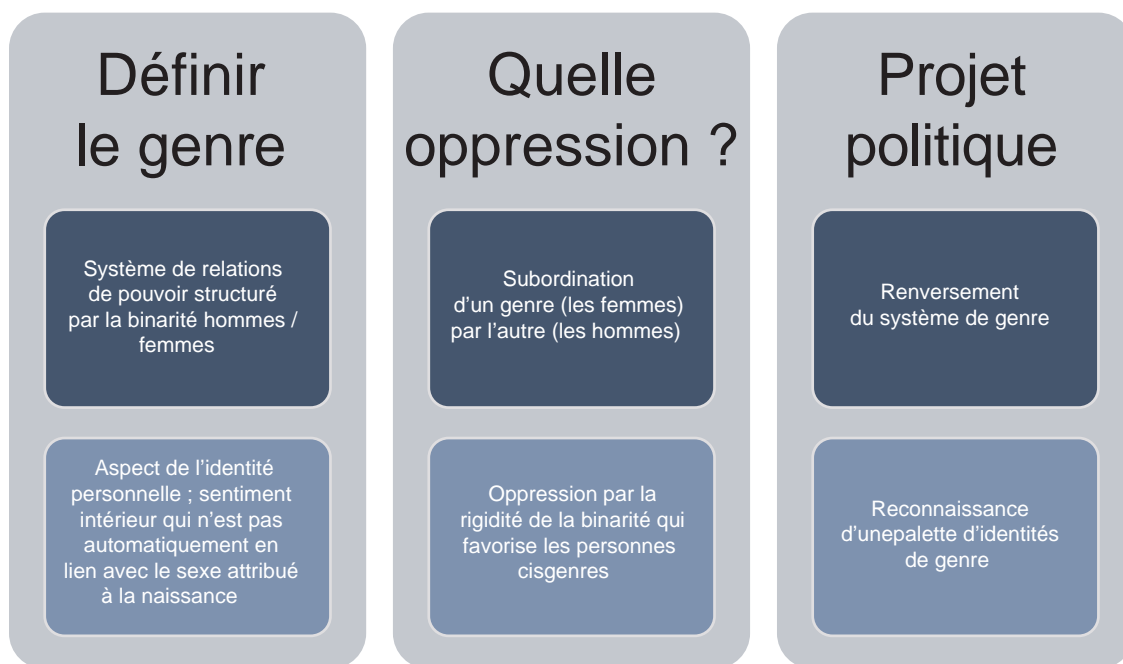 Définir
le genre
Système de relations
de pouvoir structuré
par la binarité hommes /
femmes
Aspect de l’identité
personnelle ; sentiment
intérieur qui n’est pas
automatiquement en
lien avec le sexe attribué
à la naissance
Quelle
oppression ?
Subordination
d’un genre (les femmes)
par l’autre (les hommes)
Oppression par la
rigidité de la binarité qui
favorise les personnes
cisgenres
Projet
politique
Renversement
du système de genre
Reconnaissance
d’unepalette d’identités
de genre